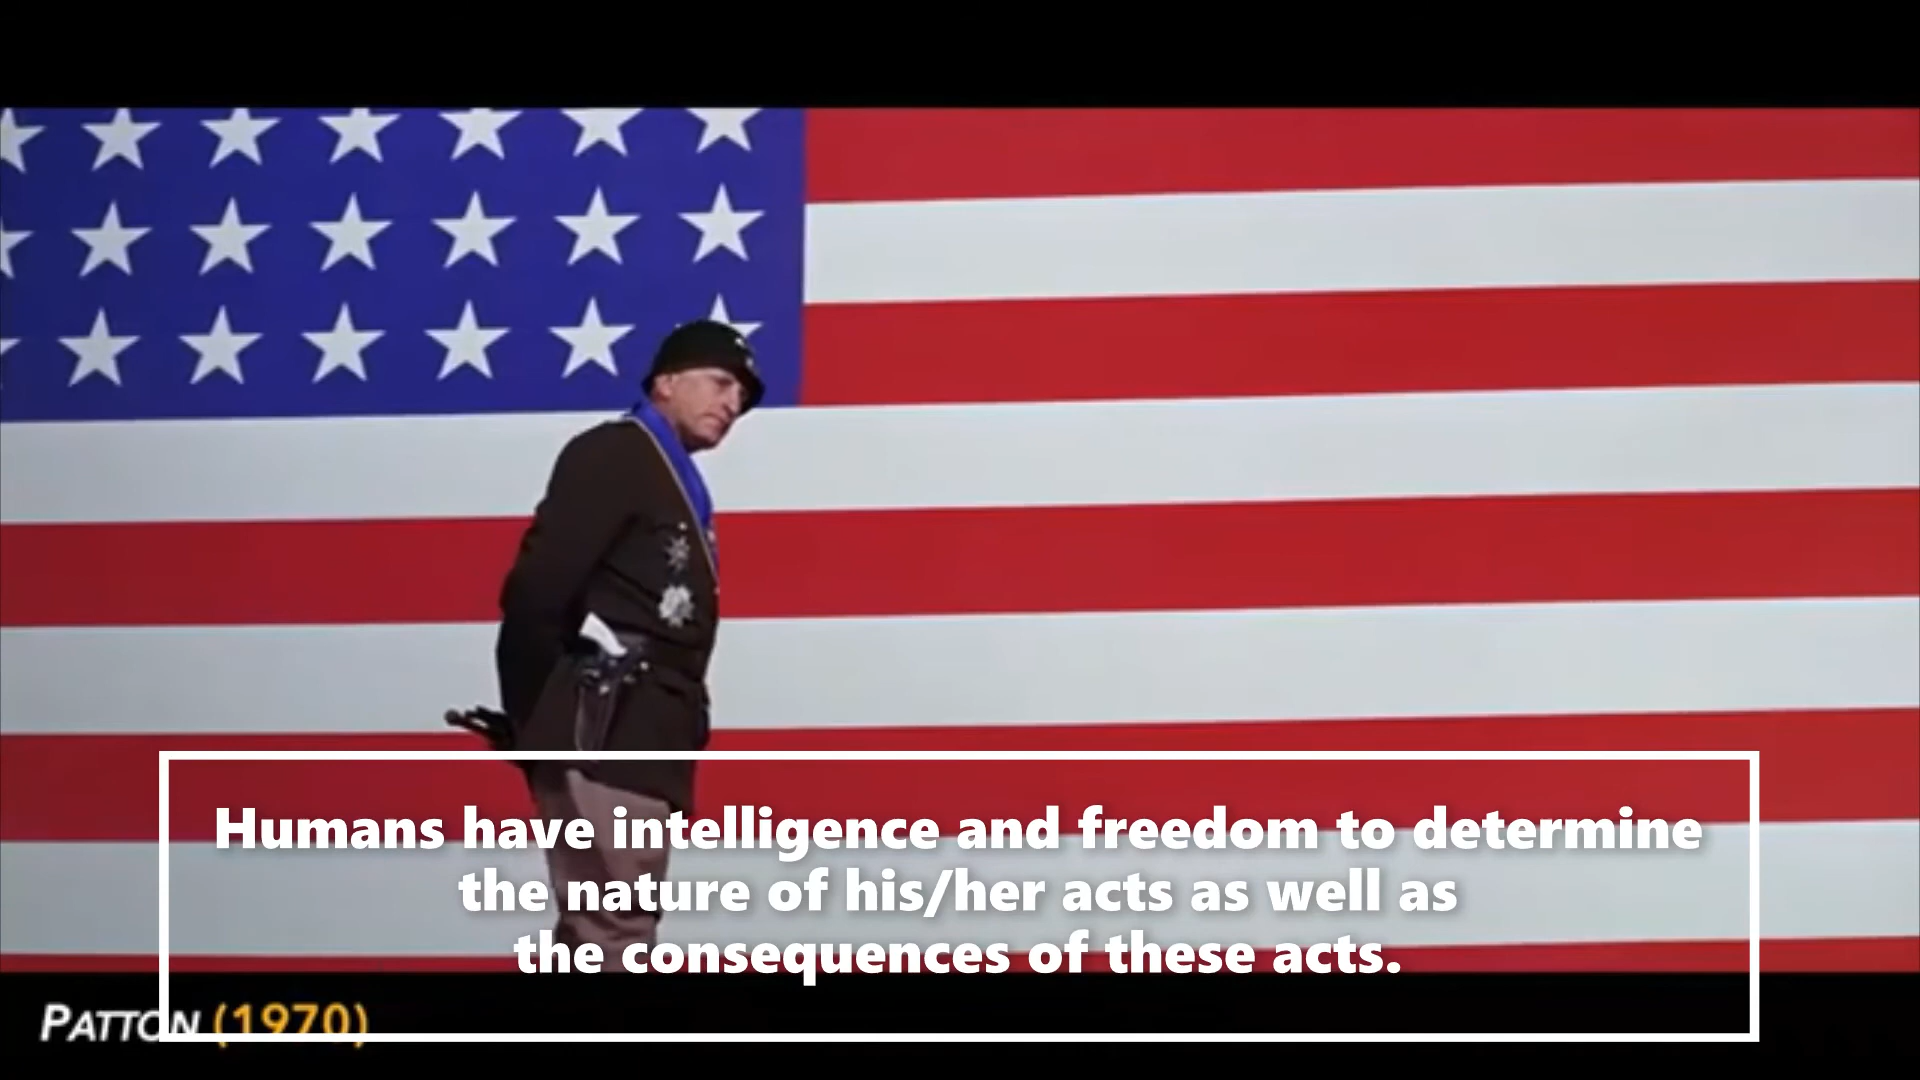 Humans have intelligence and freedom to determine
the nature of his/her acts as well as
the consequences of these acts.
PATTON (1970)